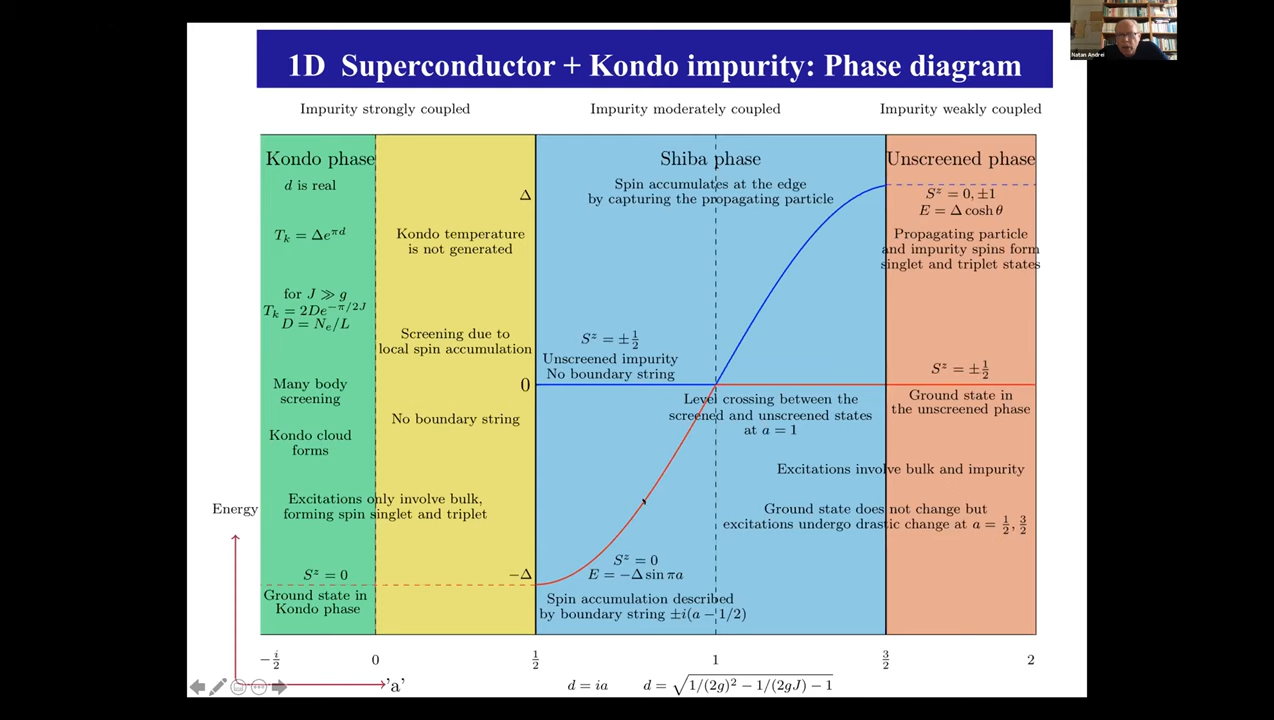 1D Superconductor + Kondo impurity: Phase diagram
Natan Andrei
Impurity strongly coupled
Impurity moderately coupled
Impurity weakly coupled
Kondo phase
d is real
T_k = Δe^{πd}
for J ≫ g
T_k = 2De^{−π/2J}
D = N_e/L
Many body
screening
Kondo cloud
forms
Δ
Kondo temperature
is not generated
Screening due to
local spin accumulation
No boundary string
Excitations only involve bulk,
forming spin singlet and triplet
S^z = 0
Ground state in
Kondo phase
0
−Δ
Shiba phase
Spin accumulates at the edge
by capturing the propagating particle
S^z = ±1/2
Unscreened impurity
No boundary string
Level crossing between the
screened and unscreened states
at a = 1
S^z = 0
E = −Δ sin πa
Spin accumulation described
by boundary string ±i(a − 1/2)
Unscreened phase
S^z = 0, ±1
E = Δ cosh θ
Propagating particle
and impurity spins form
singlet and triplet states
S^z = ±1/2
Ground state in
the unscreened phase
Excitations involve bulk and impurity
Ground state does not change but
excitations undergo drastic change at a = 1/2, 3/2
Energy
−i/2 0 1/2 1 3/2 2
'a'
d = ia d = √(1/(2g)² − 1/(2gJ) − 1)